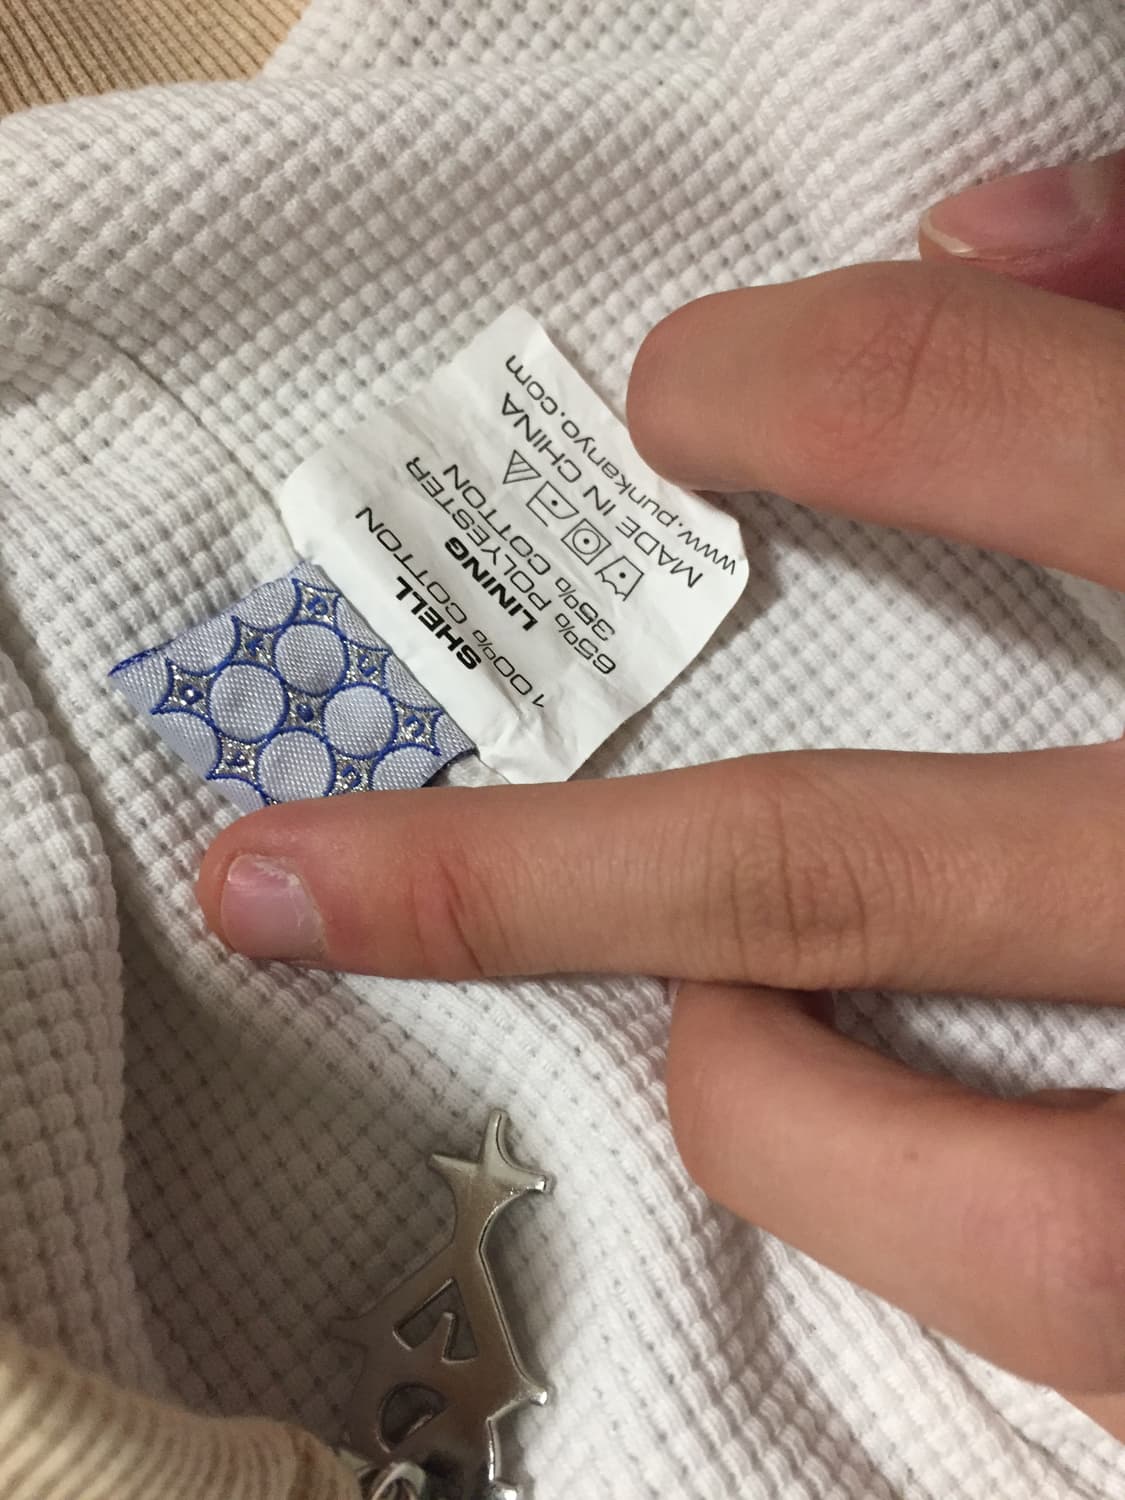 SHELL
100% COTTON
LINING
65% POLYESTER
35% COTTON
MADE IN CHINA
www.punkanyo.com